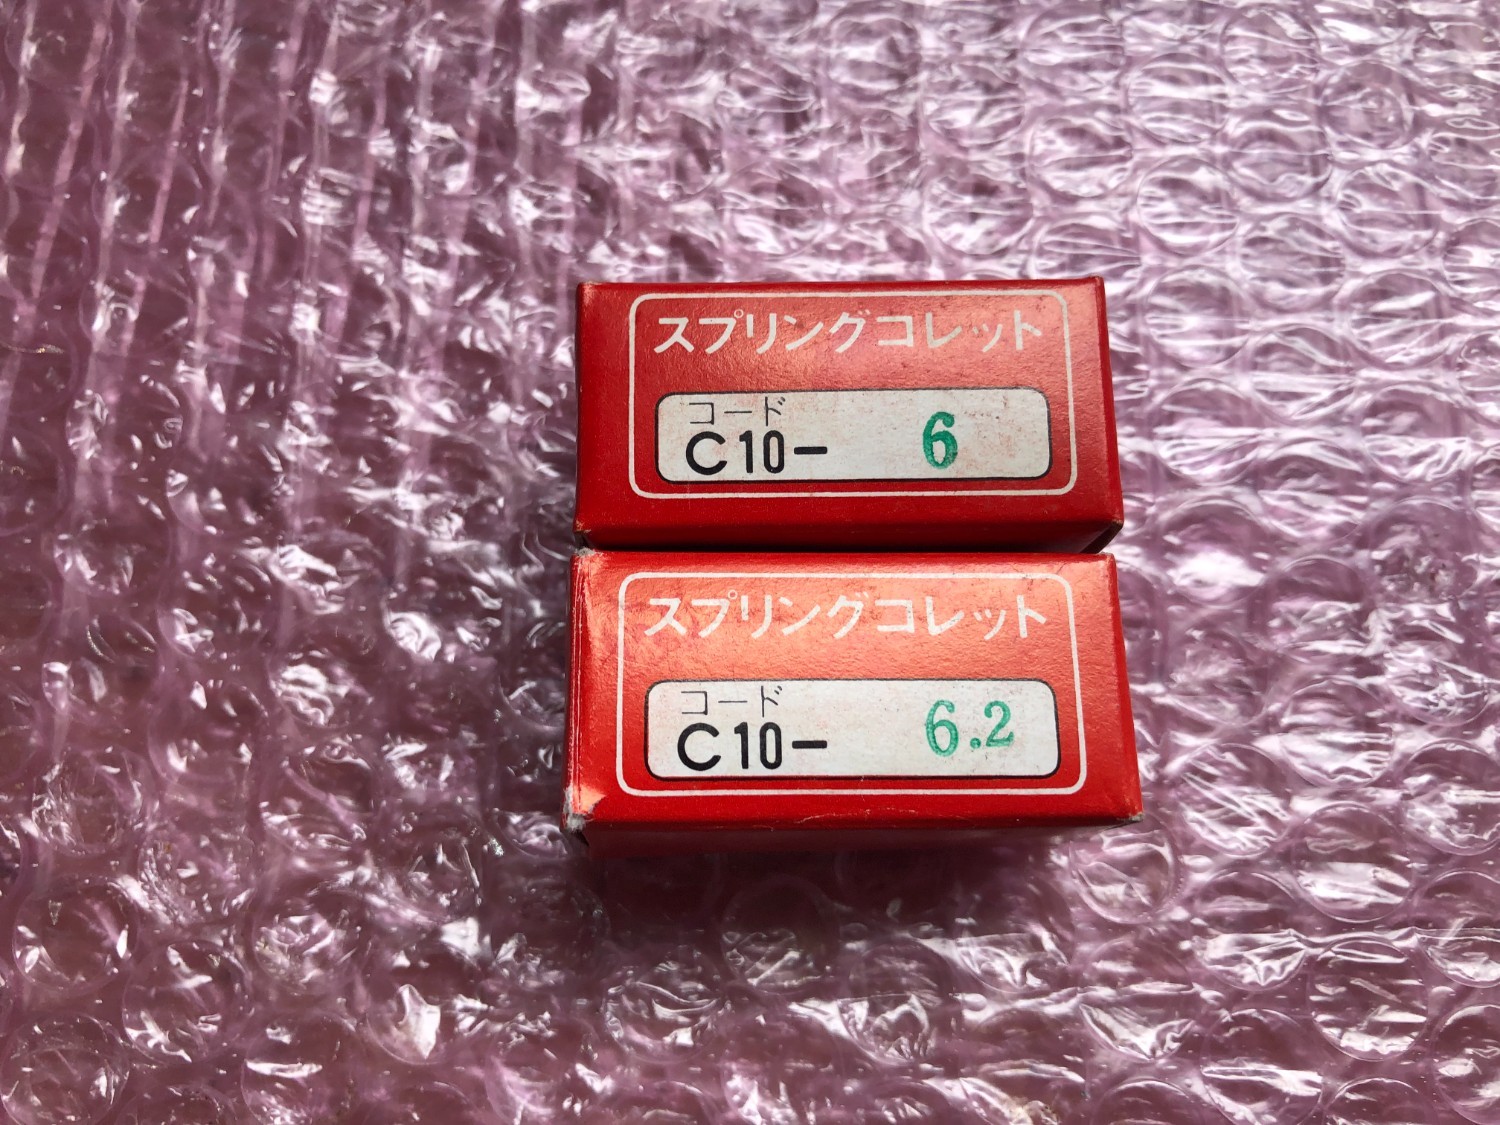 スプリングコレット
コード
C10- 6
スプリングコレット
コード
C10- 6.2